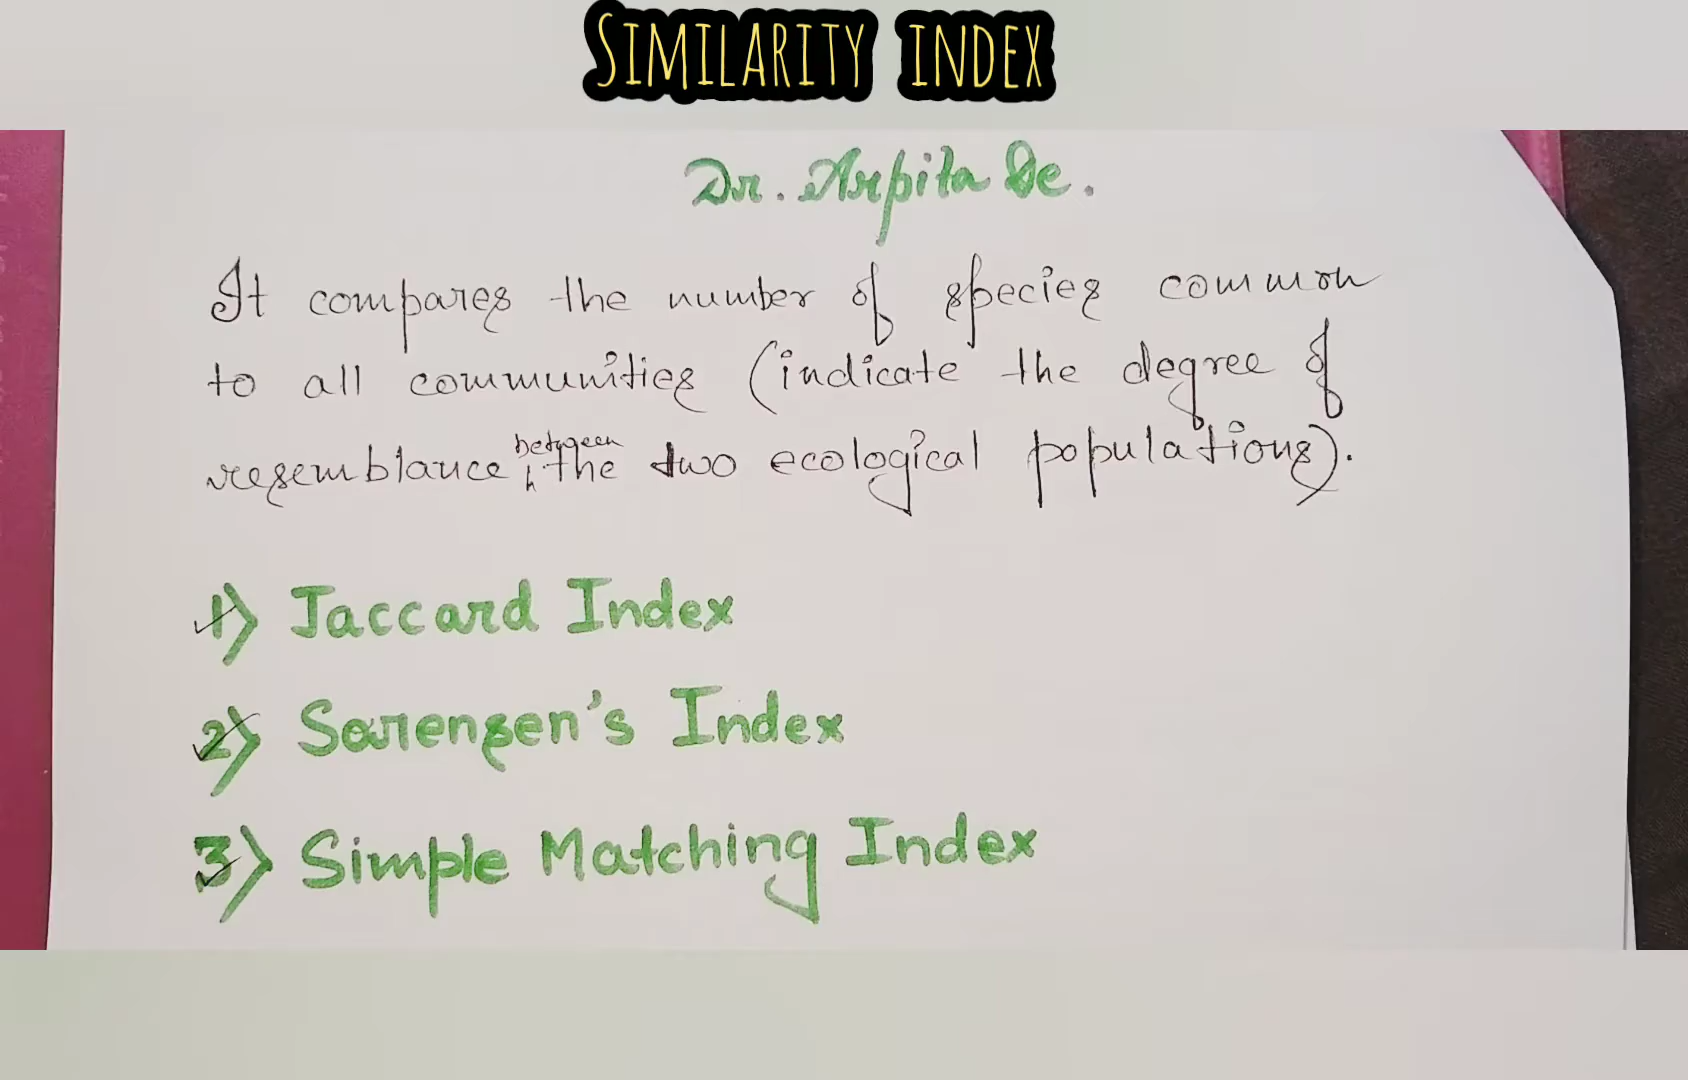 SIMILARITY INDEX
Dr. Arpita De.
It compares the number of species common
to all communities (indicate the degree of
between
resemblance the two ecological populations).
1) Jaccard Index
2) Sorensen's Index
3) Simple Matching Index